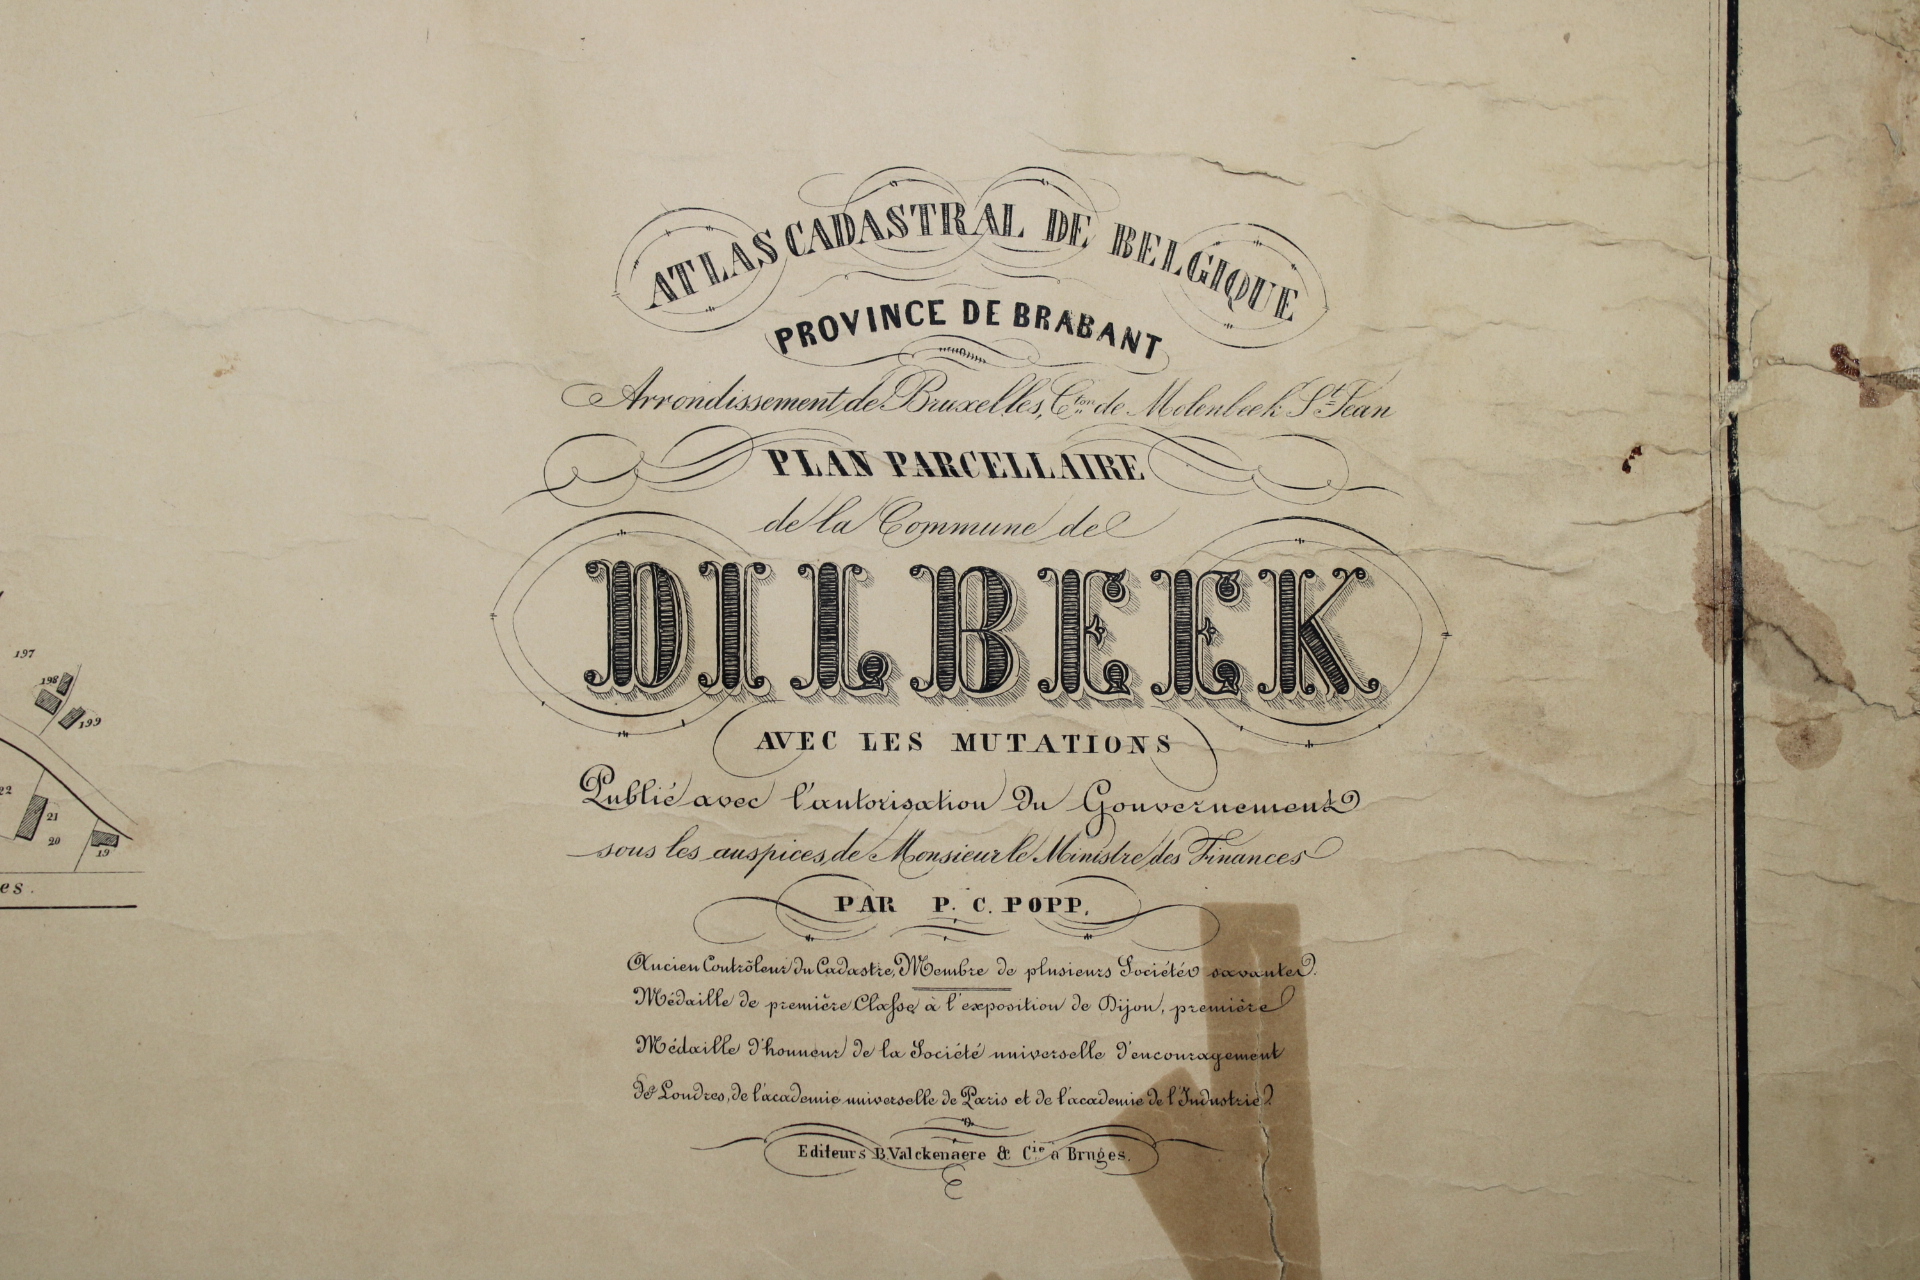 ATLAS CADASTRAL DE BELGIQUE
PROVINCE DE BRABANT
Arrondissement de Bruxelles, Cton de Molenbeek St Jean
PLAN PARCELLAIRE
de la Commune de
DILBEEK
AVEC LES MUTATIONS
Publié avec l'autorisation du Gouvernement
sous les auspices de Monsieur le Ministre des Finances
PAR P. C. POPP,
Ancien Contrôleur du Cadastre, Membre de plusieurs Sociétés savantes.
Médaille de première Classe à l'exposition de Dijon, première
Médaille d'honneur de la Société universelle d'encouragement
de Londres, de l'académie universelle de Paris et de l'académie de l'Industrie
Editeurs B. Valckenaere & Cie a Bruges.
197
198
199
22
21
20
19
es.